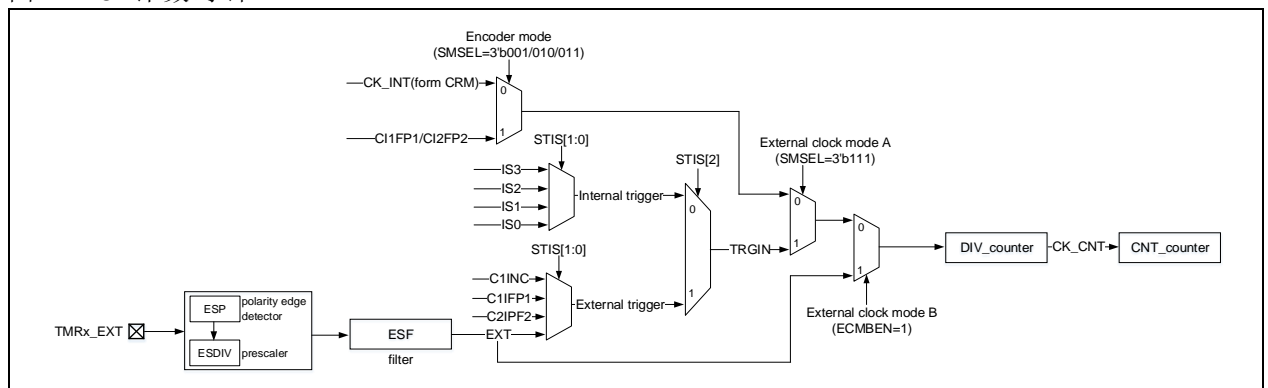 Encoder mode
(SMSEL=3'b001/010/011)
CK_INT(form CRM)
0
CI1FP1/CI2FP2
1
STIS[1:0]
IS3
IS2
IS1
IS0
Internal trigger
STIS[2]
0
1
External clock mode A
(SMSEL=3'b111)
0
1
TRGIN
0
1
DIV_counter
CK_CNT
CNT_counter
STIS[1:0]
C1INC
C1IFP1
C2IPF2
EXT
External trigger
External clock mode B
(ECMBEN=1)
TMRx_EXT
ESP
polarity edge
detector
ESDIV
prescaler
ESF
filter